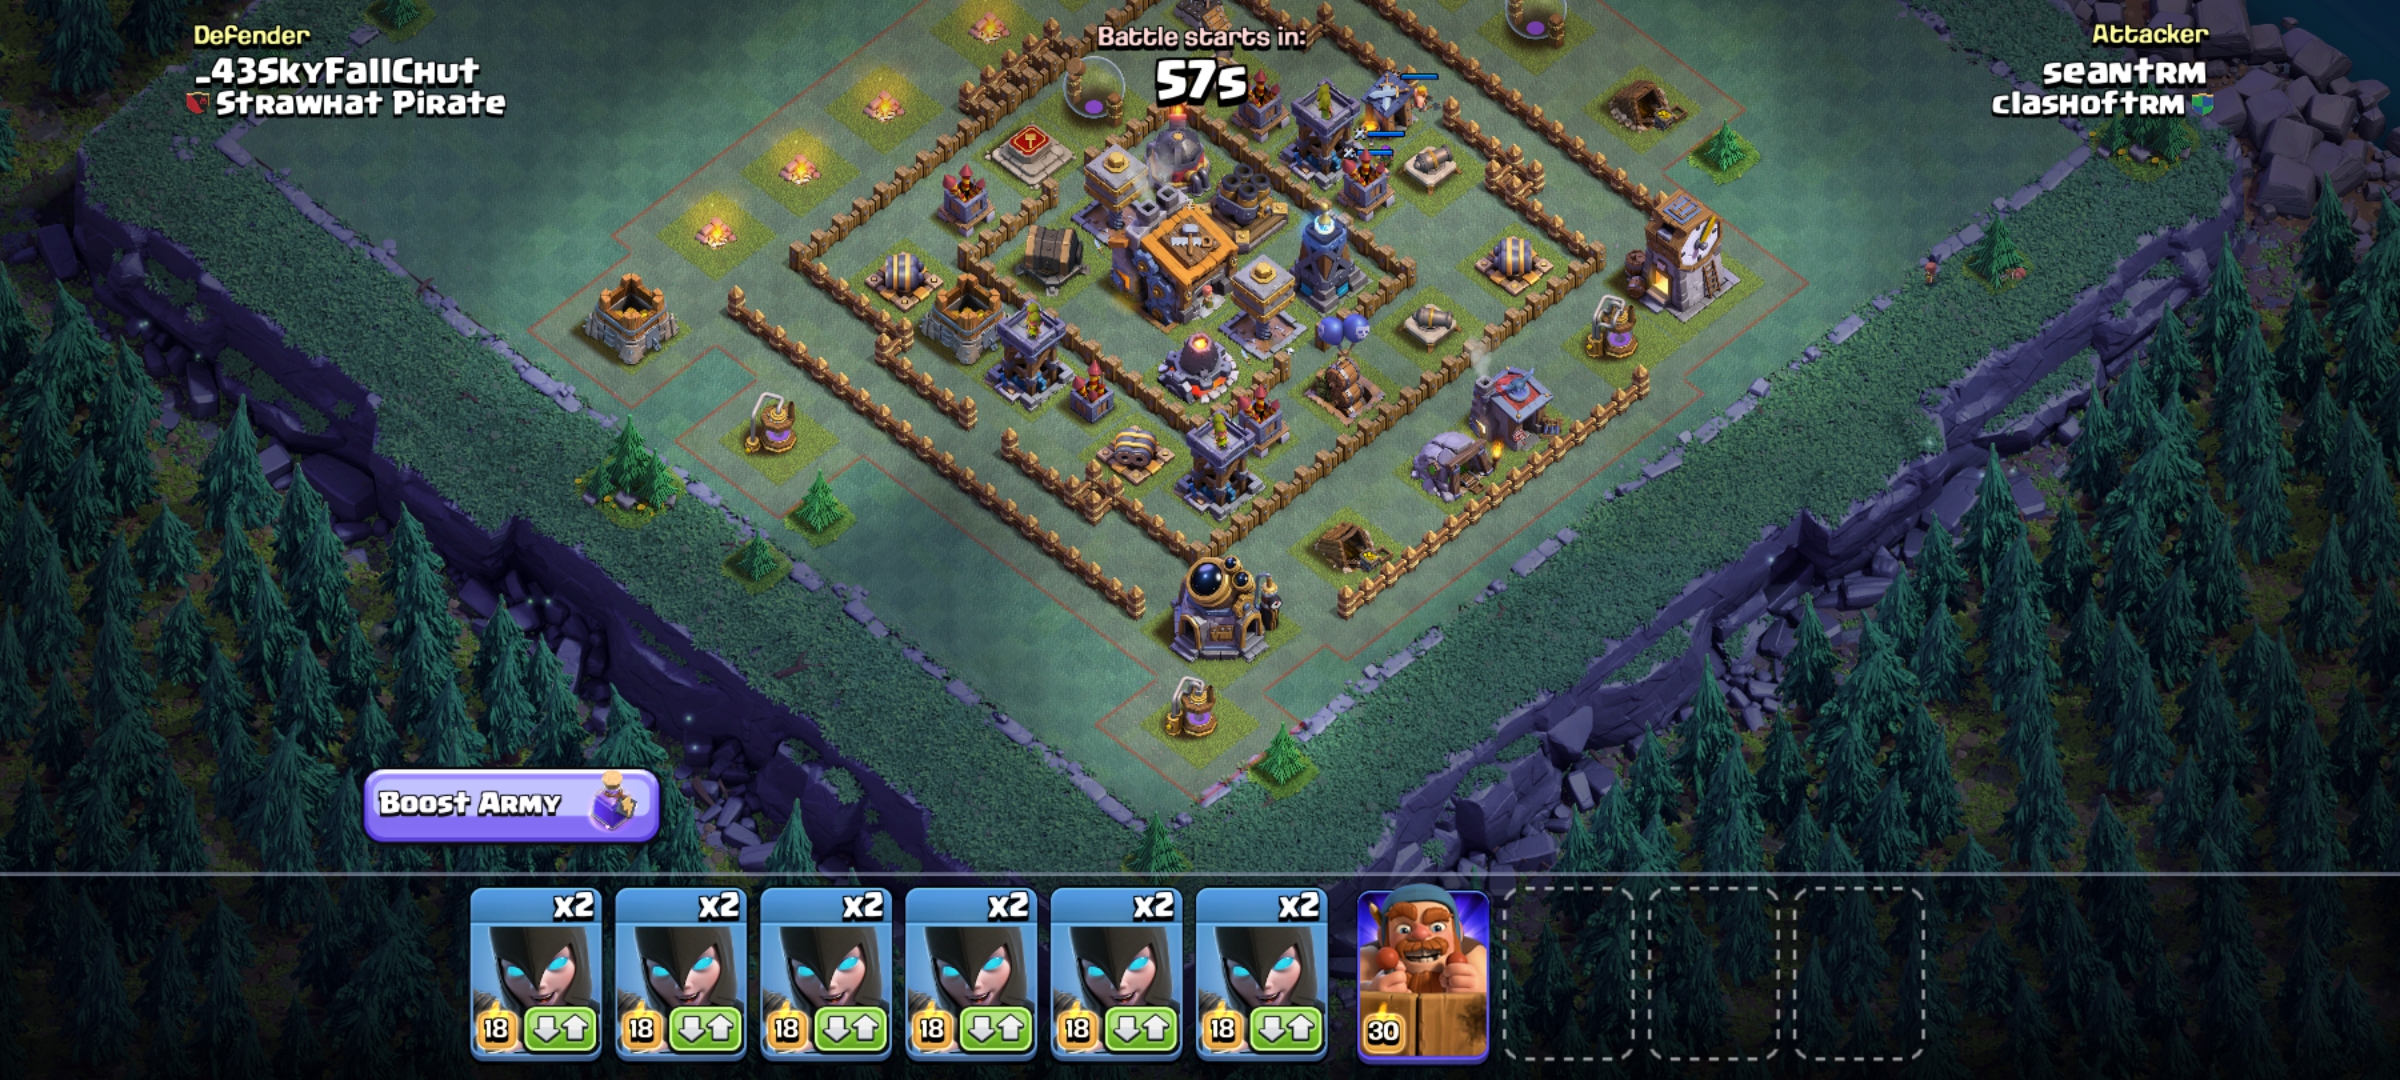 Defender
_43SkyFallChut
Strawhat Pirate
Battle starts in:
57s
Attacker
seantrm
clashoftrm
Boost Army
x2
x2
x2
x2
x2
x2
18
18
18
18
18
18
30